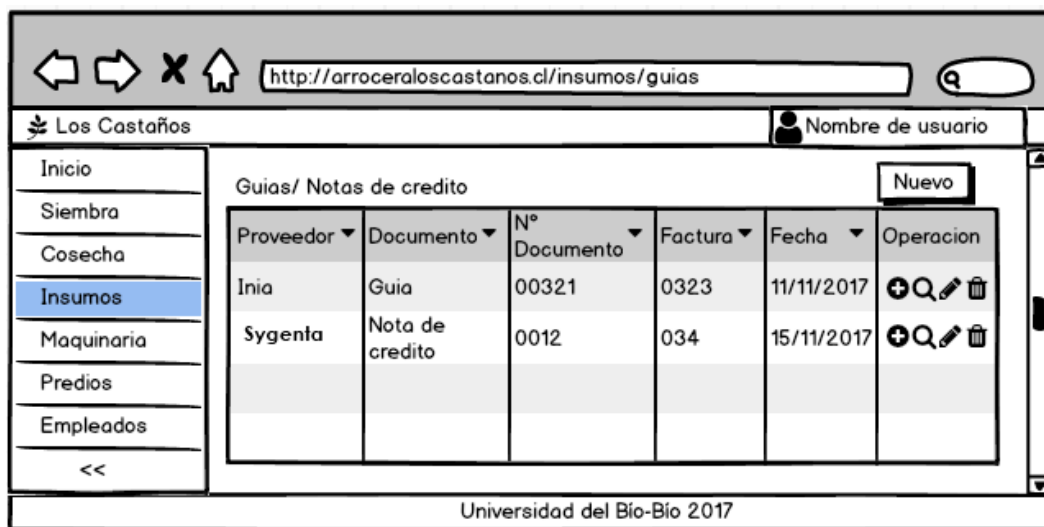 http://arroceraloscastanos.cl/insumos/guias
Los Castaños
Nombre de usuario
Inicio
Siembra
Cosecha
Insumos
Maquinaria
Predios
Empleados
<<
Guias/ Notas de credito
Nuevo
Proveedor Documento N° Documento Factura Fecha Operacion
Inia Guia 00321 0323 11/11/2017
Sygenta Nota de credito 0012 034 15/11/2017
Universidad del Bío-Bío 2017